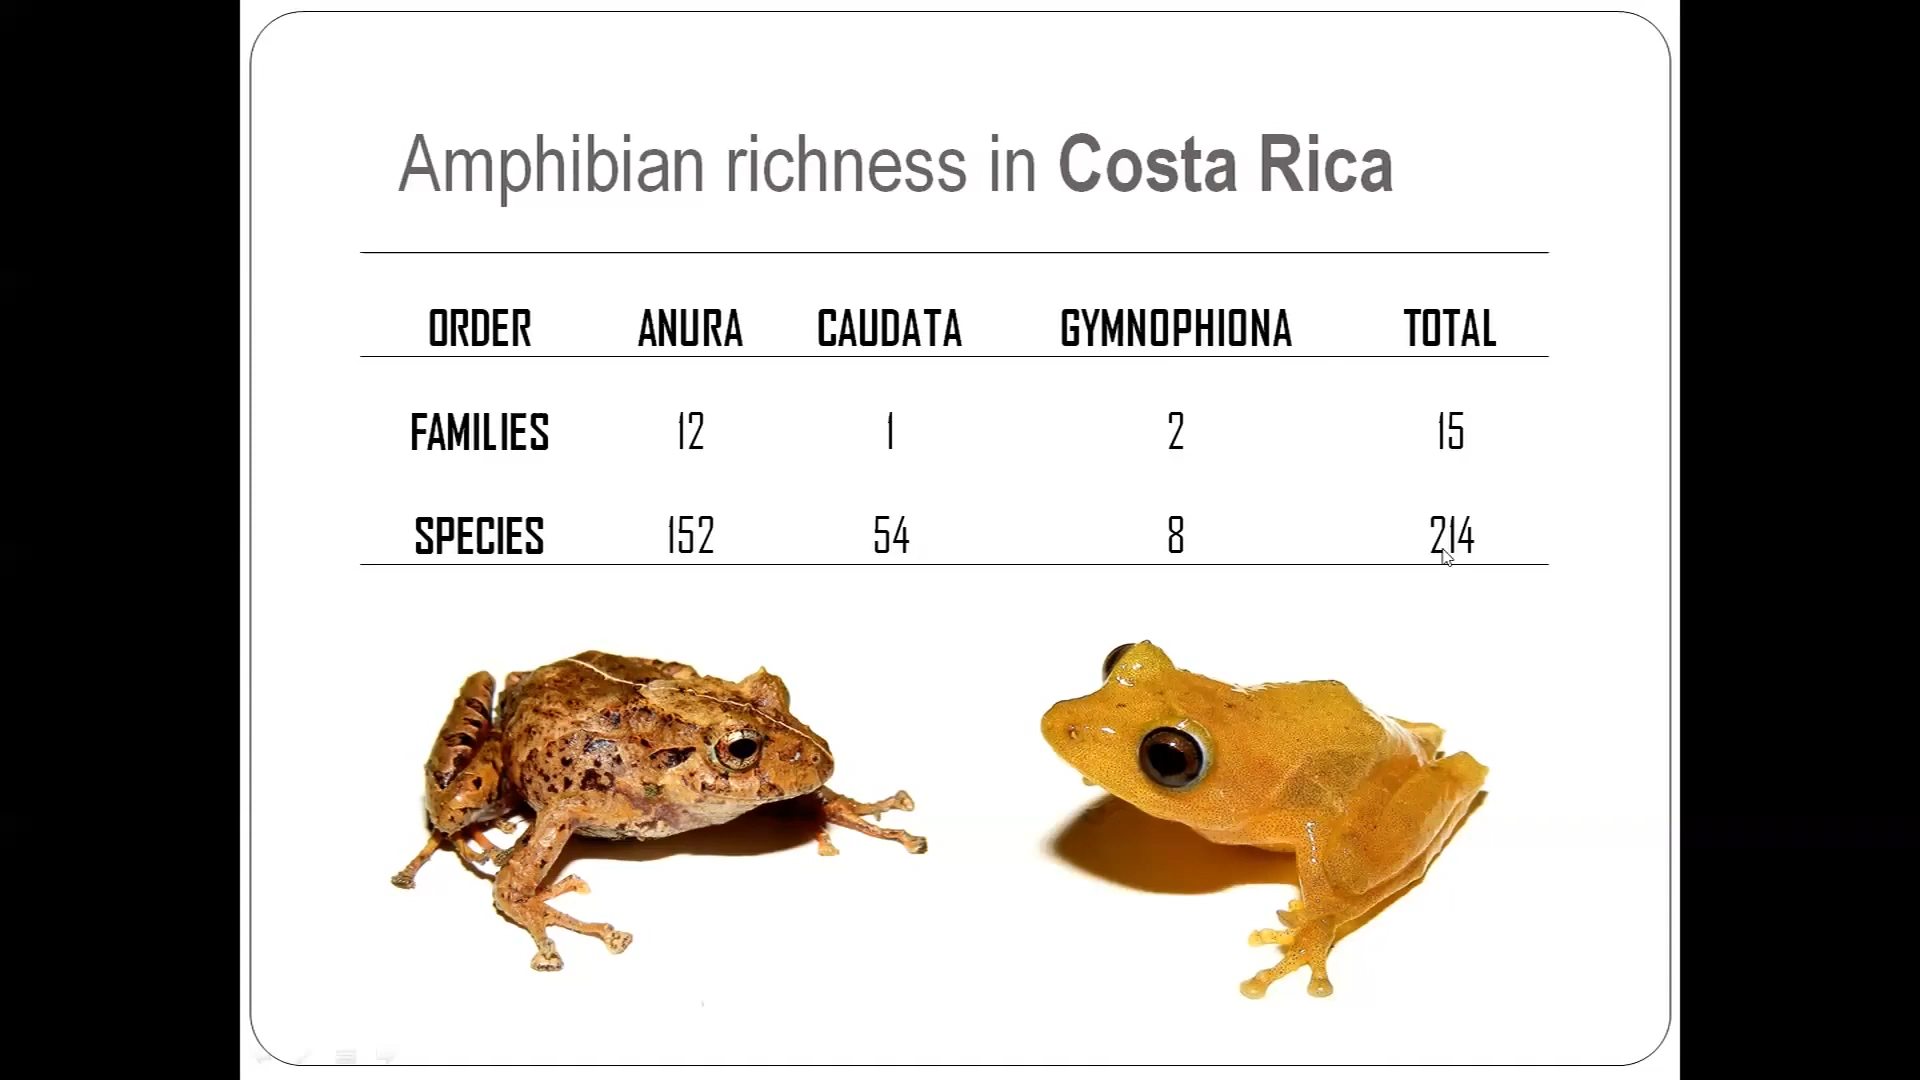 Amphibian richness in Costa Rica
ORDER ANURA CAUDATA GYMNOPHIONA TOTAL
FAMILIES 12 1 2 15
SPECIES 152 54 8 214